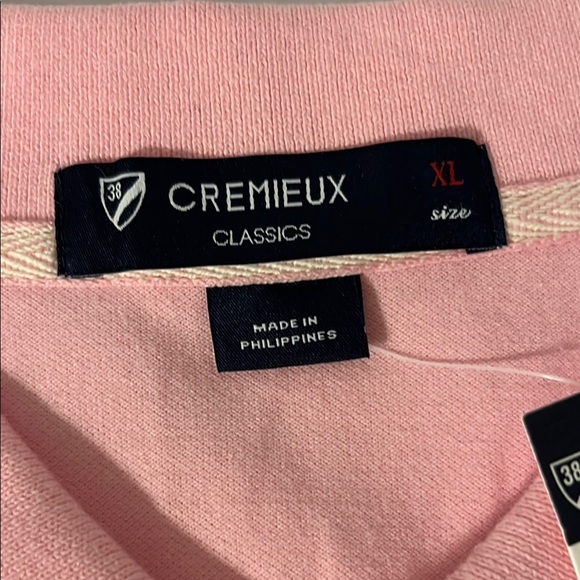 38
CREMIEUX
CLASSICS
XL
size
MADE IN
PHILIPPINES
38